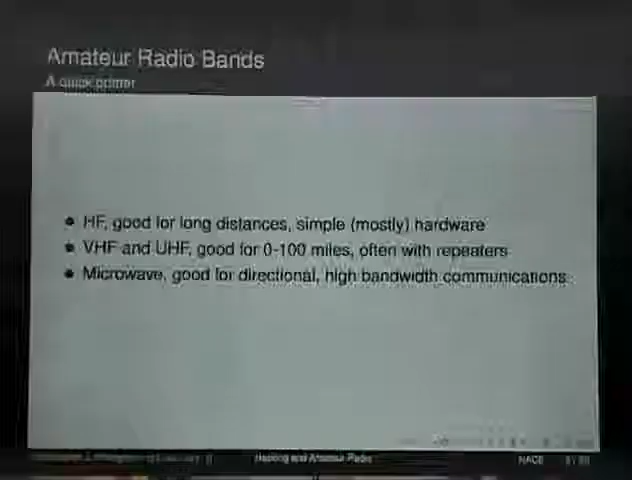 Amateur Radio Bands
A quick primer
HF, good for long distances, simple (mostly) hardware
VHF and UHF, good for 0-100 miles, often with repeaters
Microwave, good for directional, high bandwidth communications
Hacking and Amateur Radio